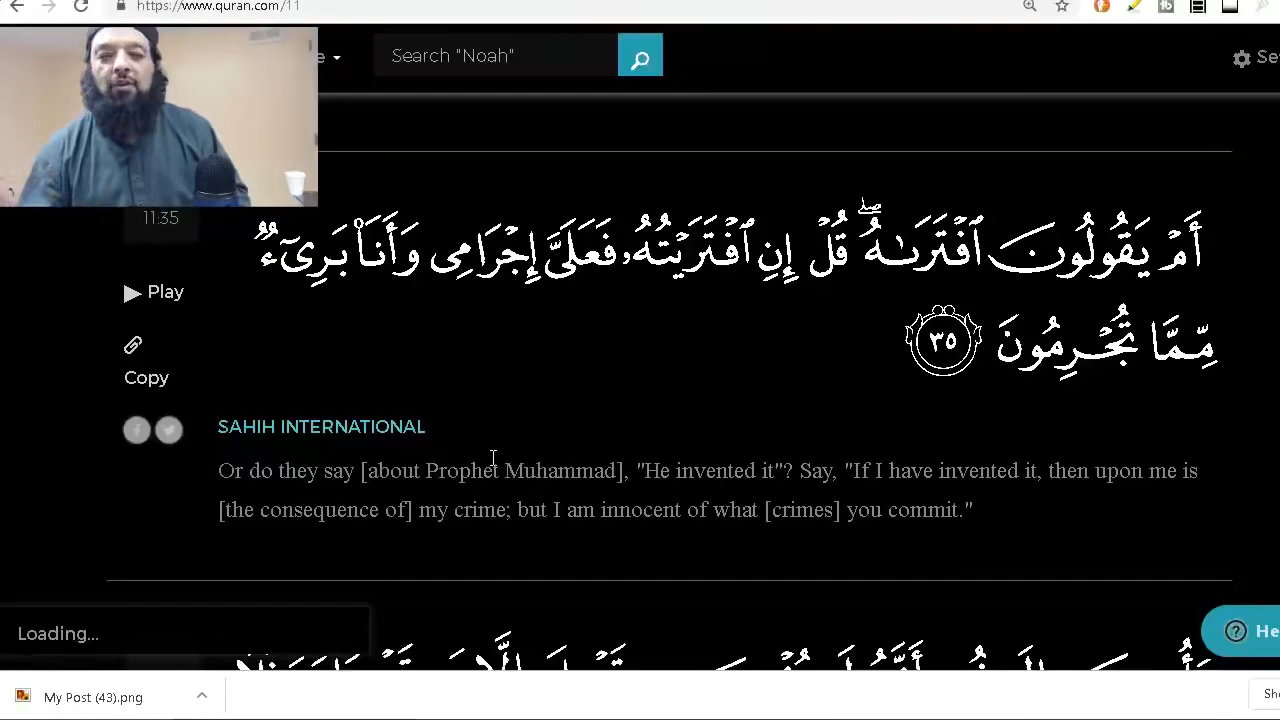 https://www.quran.com/11
e
Search "Noah"
Se
11:35
أَمْ يَقُولُونَ ٱفْتَرَىٰهُ ۖ قُلْ إِنِ ٱفْتَرَيْتُهُۥ فَعَلَىَّ إِجْرَامِى وَأَنَا۠ بَرِىٓءٌ
مِّمَّا تُجْرِمُونَ ٣٥
Play
Copy
SAHIH INTERNATIONAL
Or do they say [about Prophet Muhammad], "He invented it"? Say, "If I have invented it, then upon me is
[the consequence of] my crime; but I am innocent of what [crimes] you commit."
Loading...
He
My Post (43).png
Sh